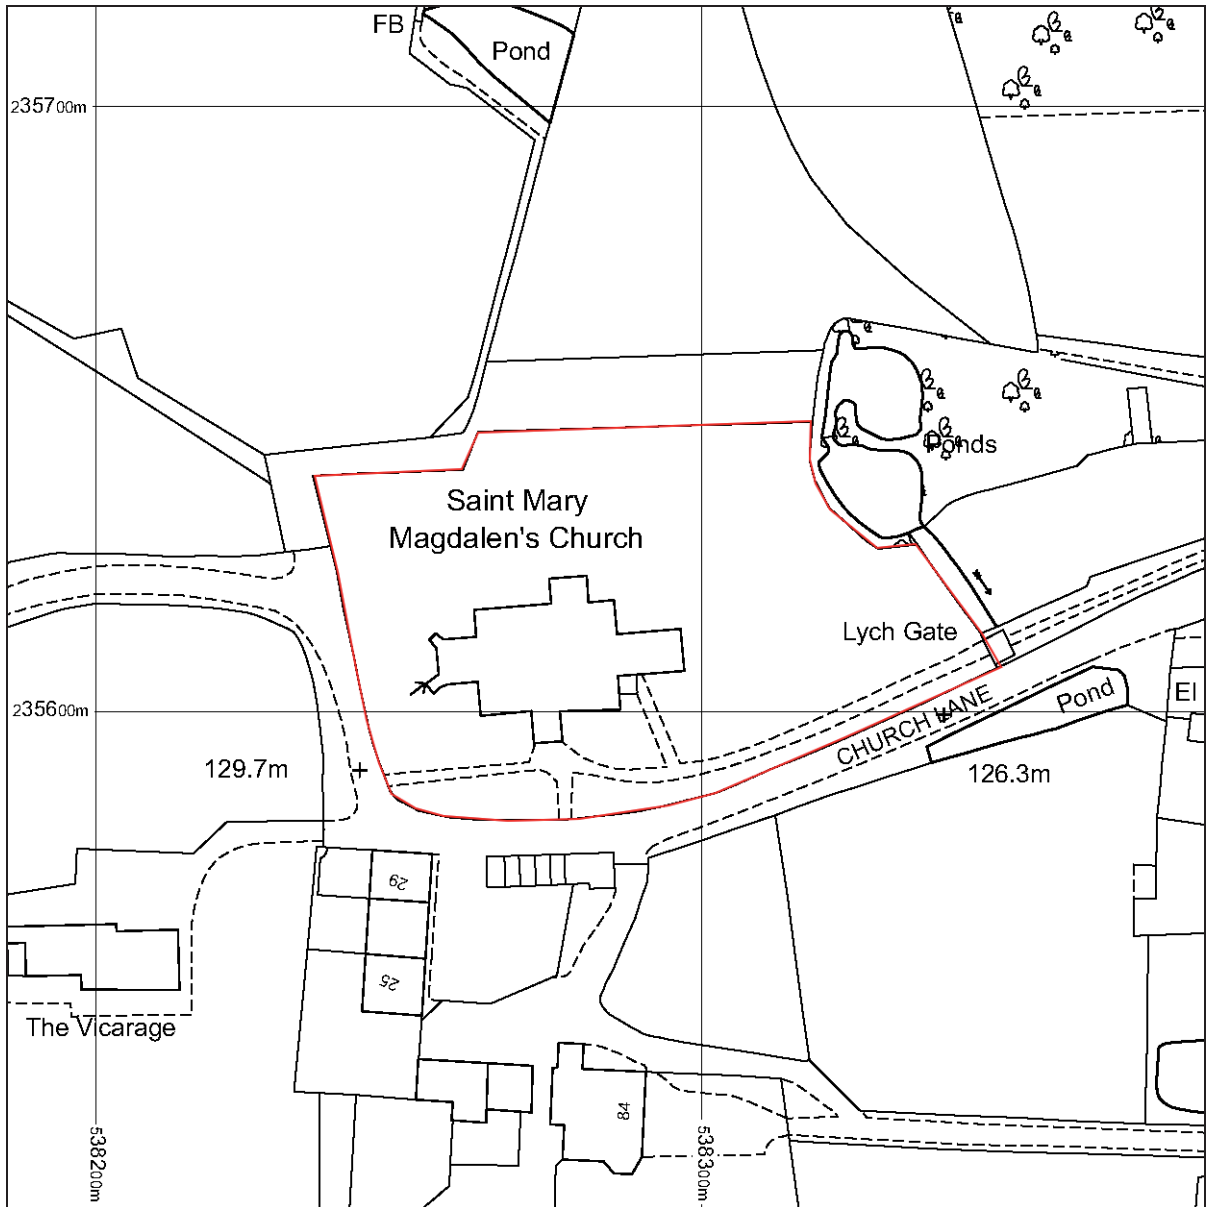 FB
Pond
235700m
Ponds
Saint Mary
Magdalen's Church
Lych Gate
235600m
CHURCH LANE
Pond
El
129.7m
126.3m
29
25
The Vicarage
84
538200m
538300m